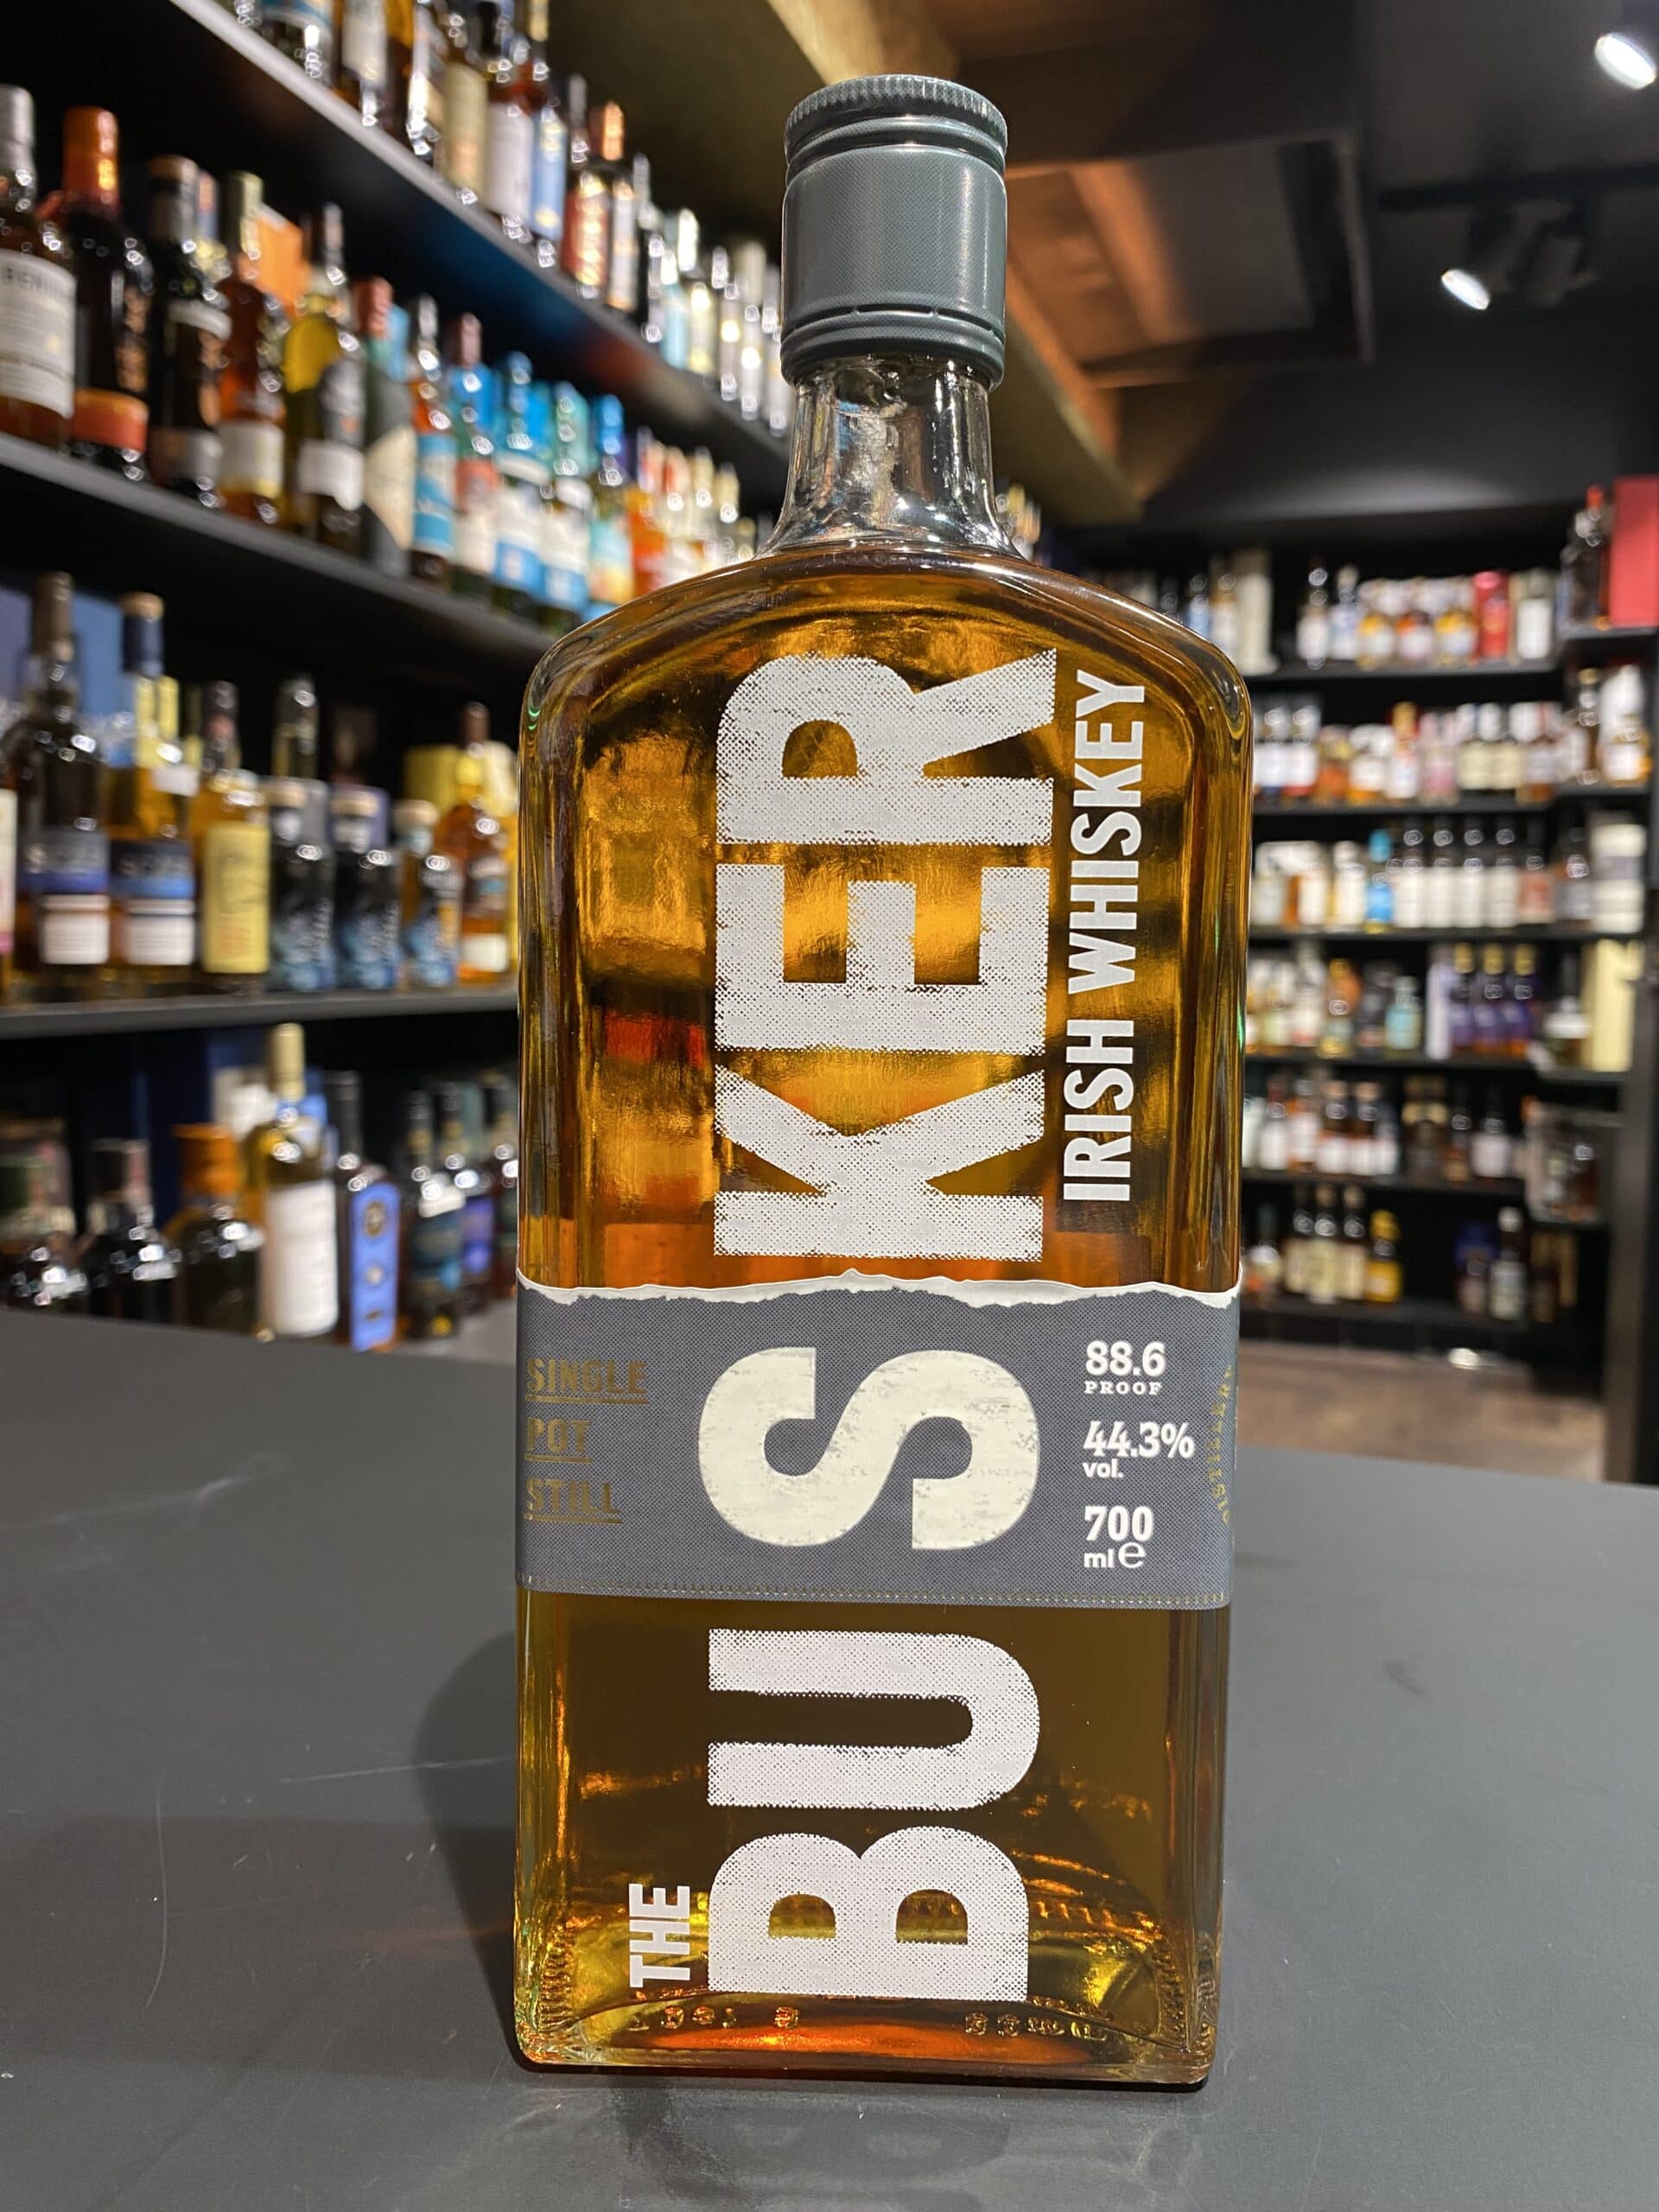 THE
BUSKER
IRISH WHISKEY
SINGLE
POT
STILL
88.6
PROOF
44.3%
vol.
700
ml e